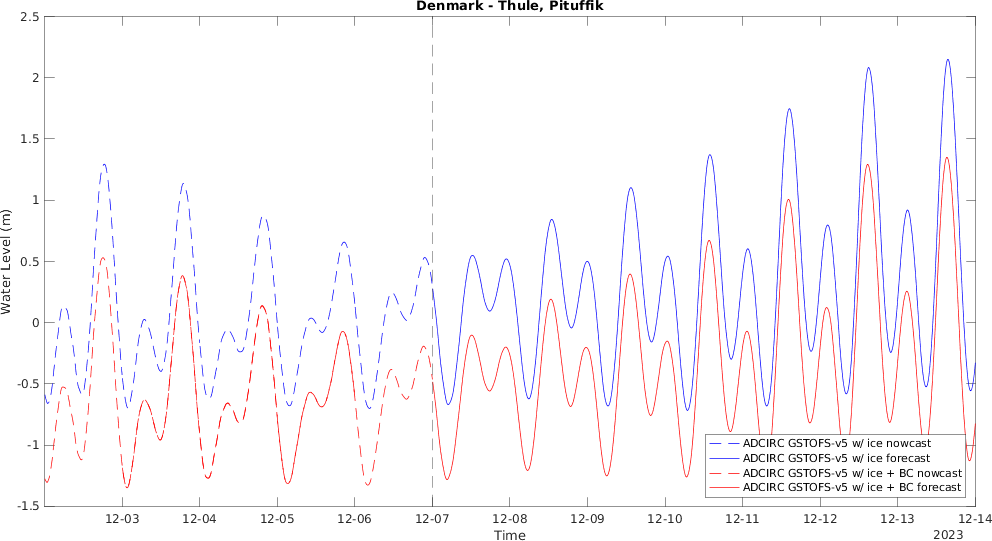 Denmark - Thule, Pituffik
2.5
2
1.5
1
0.5
0
-0.5
-1
-1.5
Water Level (m)
ADCIRC GSTOFS-v5 w/ ice nowcast
ADCIRC GSTOFS-v5 w/ ice forecast
ADCIRC GSTOFS-v5 w/ ice + BC nowcast
ADCIRC GSTOFS-v5 w/ ice + BC forecast
12-03 12-04 12-05 12-06 12-07 12-08 12-09 12-10 12-11 12-12 12-13 12-14
Time
2023